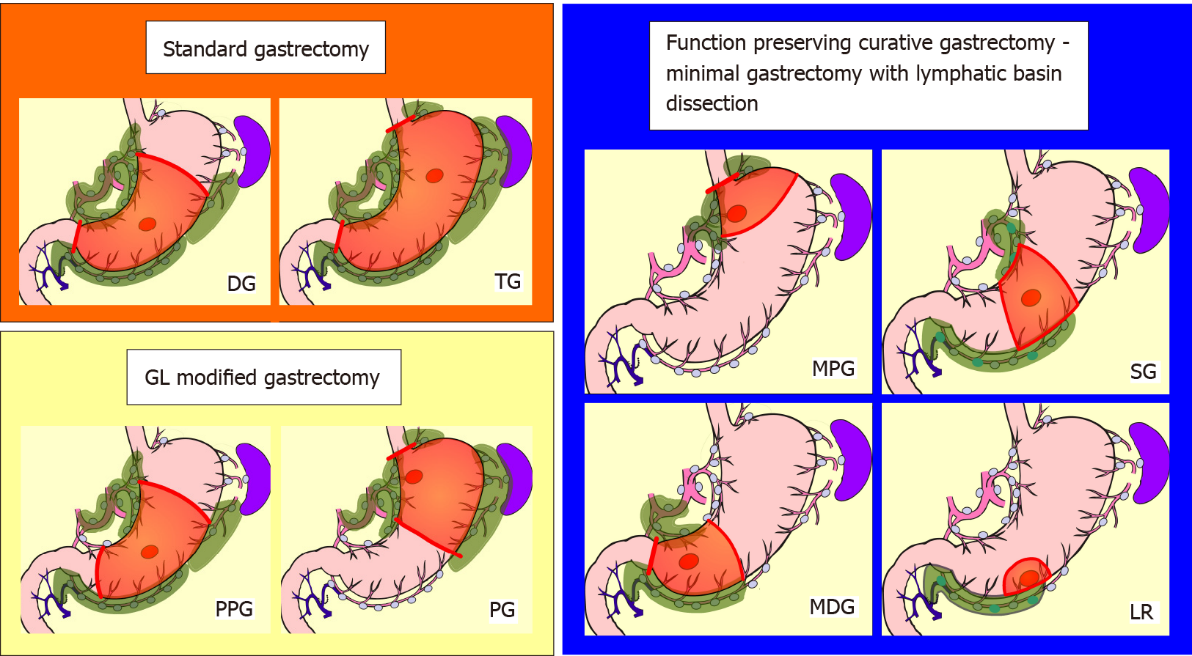 Standard gastrectomy
DG
TG
GL modified gastrectomy
PPG
PG
Function preserving curative gastrectomy -
minimal gastrectomy with lymphatic basin
dissection
MPG
SG
MDG
LR